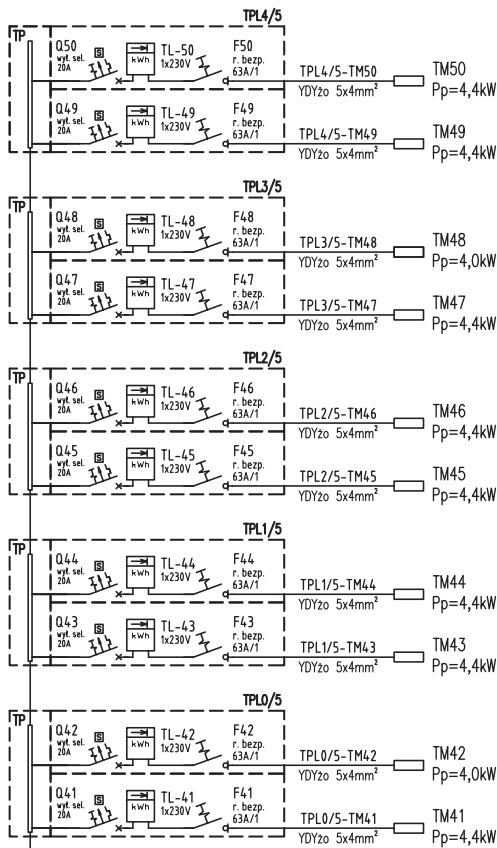 TPL4/5
TP
Q50
wył. sel.
20A
S
kWh
TL-50
1x230V
F50
r. bezp.
63A/1
TPL4/5-TM50
YDYżo 5x4mm²
TM50
Pp=4,4kW
Q49
wył. sel.
20A
S
kWh
TL-49
1x230V
F49
r. bezp.
63A/1
TPL4/5-TM49
YDYżo 5x4mm²
TM49
Pp=4,4kW
TPL3/5
TP
Q48
wył. sel.
20A
S
kWh
TL-48
1x230V
F48
r. bezp.
63A/1
TPL3/5-TM48
YDYżo 5x4mm²
TM48
Pp=4,0kW
Q47
wył. sel.
20A
S
kWh
TL-47
1x230V
F47
r. bezp.
63A/1
TPL3/5-TM47
YDYżo 5x4mm²
TM47
Pp=4,4kW
TPL2/5
TP
Q46
wył. sel.
20A
S
kWh
TL-46
1x230V
F46
r. bezp.
63A/1
TPL2/5-TM46
YDYżo 5x4mm²
TM46
Pp=4,4kW
Q45
wył. sel.
20A
S
kWh
TL-45
1x230V
F45
r. bezp.
63A/1
TPL2/5-TM45
YDYżo 5x4mm²
TM45
Pp=4,4kW
TPL1/5
TP
Q44
wył. sel.
20A
S
kWh
TL-44
1x230V
F44
r. bezp.
63A/1
TPL1/5-TM44
YDYżo 5x4mm²
TM44
Pp=4,4kW
Q43
wył. sel.
20A
S
kWh
TL-43
1x230V
F43
r. bezp.
63A/1
TPL1/5-TM43
YDYżo 5x4mm²
TM43
Pp=4,4kW
TPL0/5
TP
Q42
wył. sel.
20A
S
kWh
TL-42
1x230V
F42
r. bezp.
63A/1
TPL0/5-TM42
YDYżo 5x4mm²
TM42
Pp=4,0kW
Q41
wył. sel.
20A
S
kWh
TL-41
1x230V
F41
r. bezp.
63A/1
TPL0/5-TM41
YDYżo 5x4mm²
TM41
Pp=4,4kW